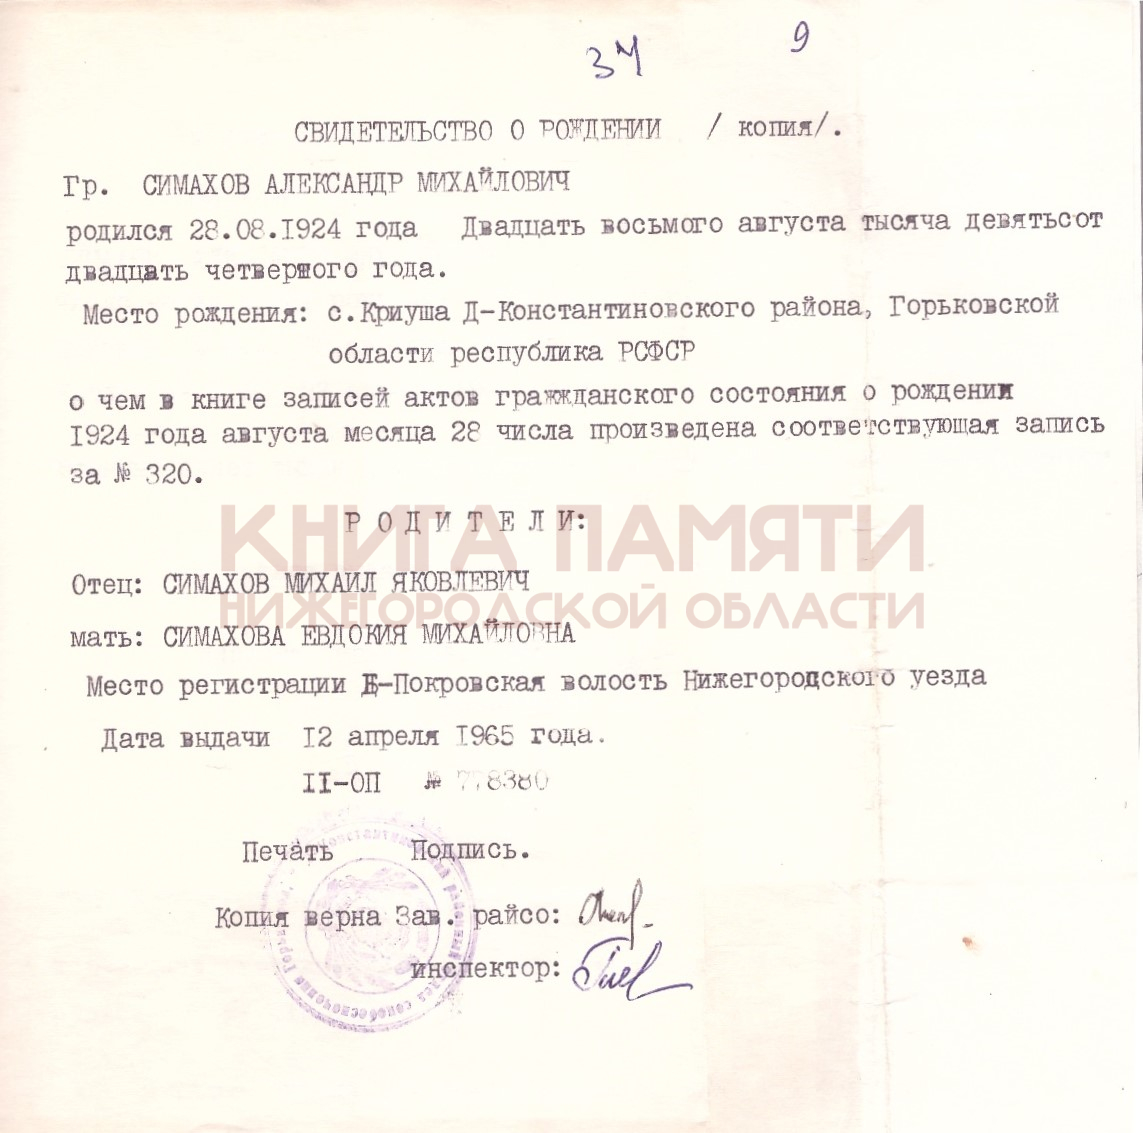 34 9
СВИДЕТЕЛЬСТВО О РОЖДЕНИИ / копия/.
Гр. СИМАХОВ АЛЕКСАНДР МИХАЙЛОВИЧ
родился 28.08.1924 года Двадцать восьмого августа тысяча девятьсот
двадцать четвертого года.
Место рождения: с.Криуша Д-Константиновского района, Горьковской
области республика РСФСР
о чем в книге записей актов гражжданского состояния о рождении
1924 года августа месяца 28 числа произведена соответствующая запись
за № 320.
РОДИТЕЛИ:
КНИГА ПАМЯТИ
Отец: СИМАХОВ МИХАИЛ ЯКОВЛЕВИЧ
НИЖЕГОРОДСКОЙ ОБЛАСТИ
мать: СИМАХОВА ЕВДОКИЯ МИХАЙЛОВНА
Место регистрации Б-Покровская волость Нижегородского уезда
Дата выдачи 12 апреля 1965 года.
II-ОП № 778380
Печать Подпись.
Копия верна Зав. райсо:
инспектор: